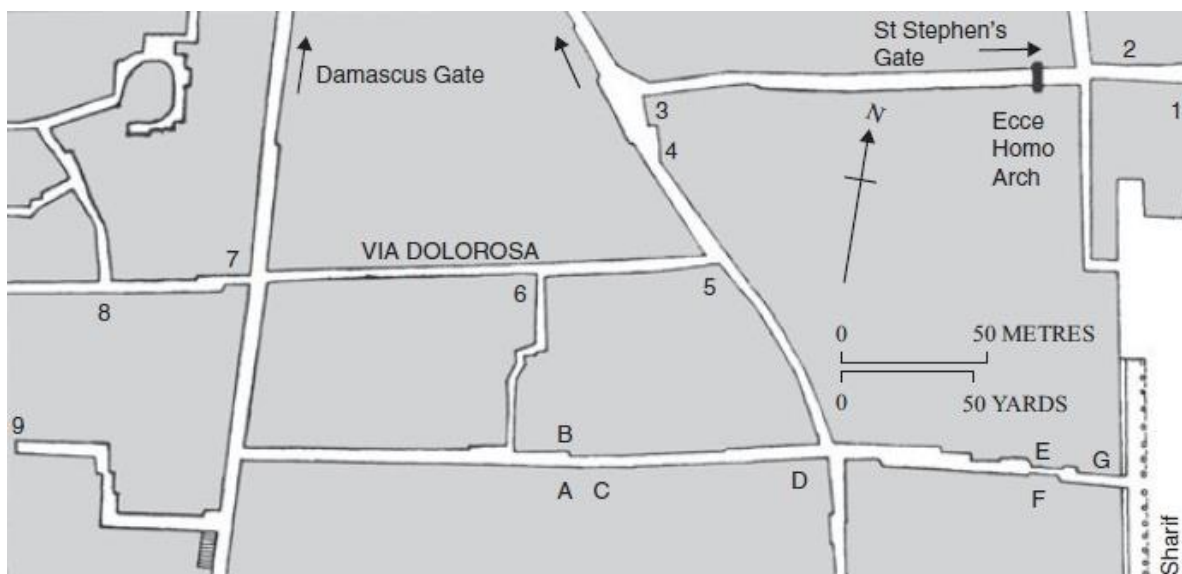 St Stephen's
Gate
2
Damascus Gate
1
3
N
Ecce
Homo
Arch
4
VIA DOLOROSA
7
6
5
8
0 50 METRES
0 50 YARDS
9
B
E
G
A
C
D
F
Sharif